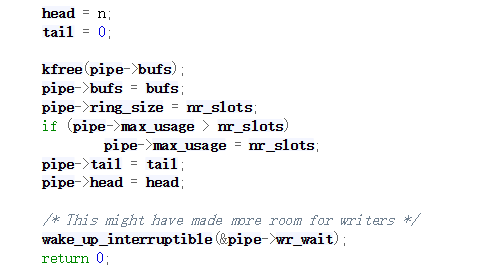 head = n;
tail = 0;
kfree(pipe->bufs);
pipe->bufs = bufs;
pipe->ring_size = nr_slots;
if (pipe->max_usage > nr_slots)
pipe->max_usage = nr_slots;
pipe->tail = tail;
pipe->head = head;
/* This might have made more room for writers */
wake_up_interruptible(&pipe->wr_wait);
return 0;